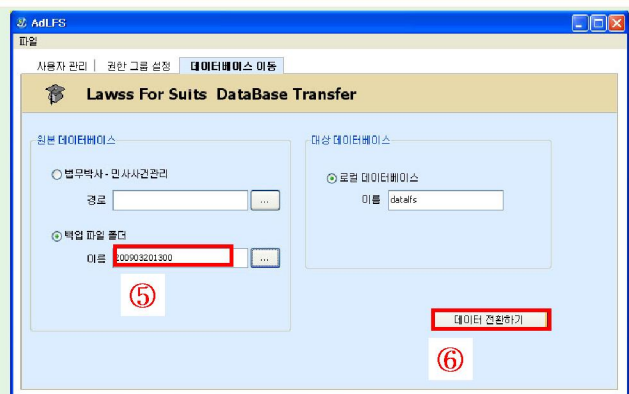 AdLFS
파일
사용자 관리 권한 그룹 설정 데이터베이스 이동
Lawss For Suits DataBase Transfer
원본 데이터베이스
대상 데이터베이스
법무박사 - 민사사건관리
로컬 데이터베이스
경로 ...
이름 datalfs
백업 파일 폴더
이름 200903201300 ...
⑤
데이터 전환하기
⑥